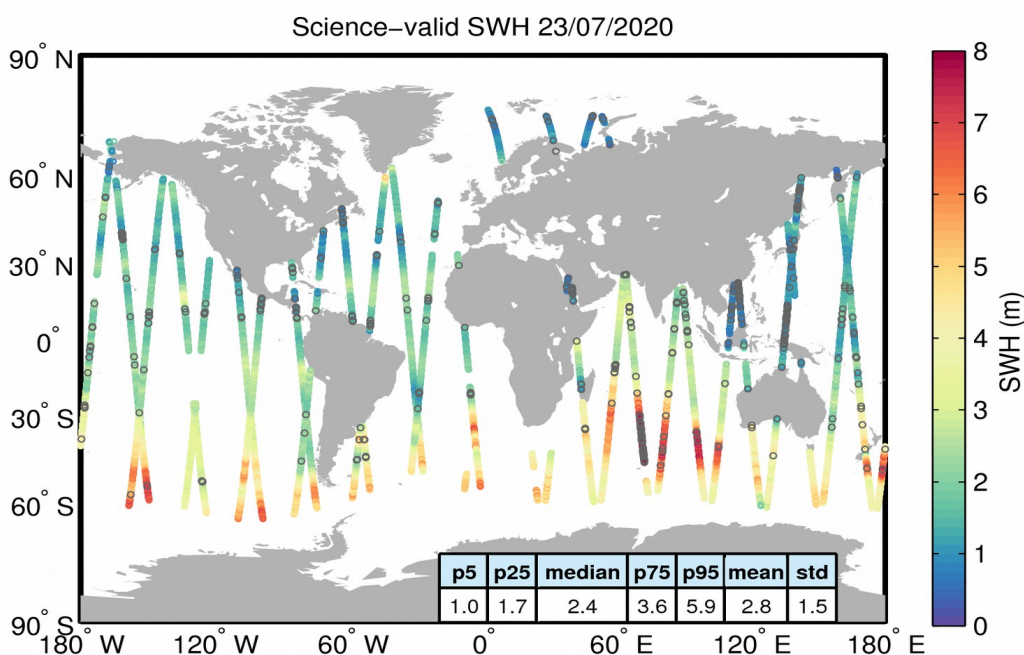 Science–valid SWH 23/07/2020
90° N
60° N
30° N
0°
30° S
60° S
90° S
180° W
120° W
60° W
0°
60° E
120° E
180° E
p5 p25 median p75 p95 mean std
1.0 1.7 2.4 3.6 5.9 2.8 1.5
8
7
6
5
4
3
2
1
0
SWH (m)